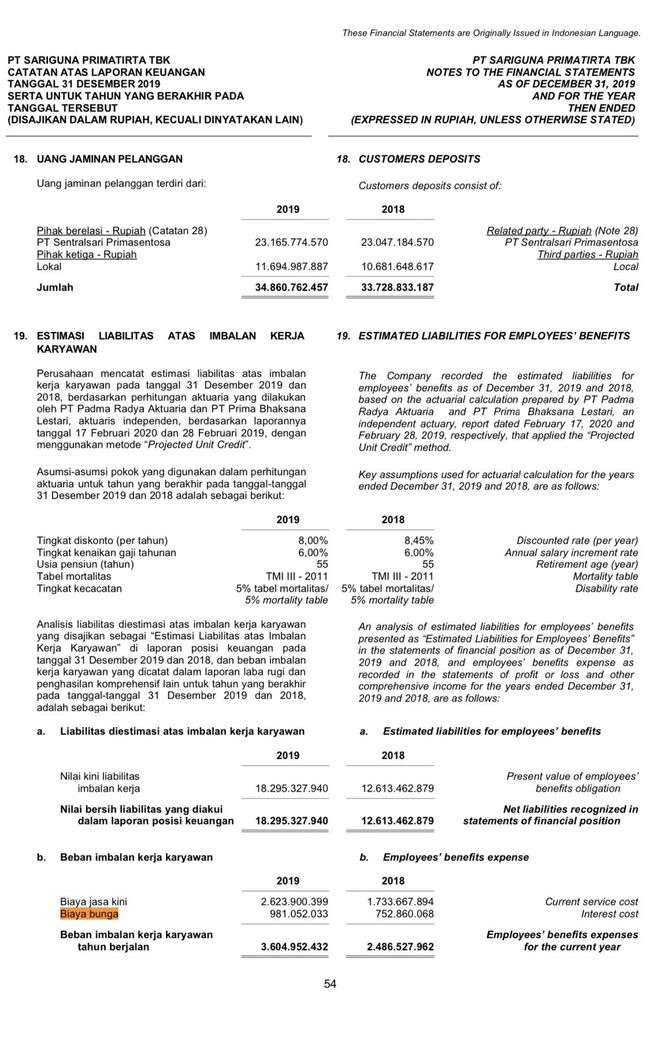 These Financial Statements are Originally Issued in Indonesian Language.
PT SARIGUNA PRIMATIRTA TBK
CATATAN ATAS LAPORAN KEUANGAN
TANGGAL 31 DESEMBER 2019
SERTA UNTUK TAHUN YANG BERAKHIR PADA
TANGGAL TERSEBUT
(DISAJIKAN DALAM RUPIAH, KECUALI DINYATAKAN LAIN)
PT SARIGUNA PRIMATIRTA TBK
NOTES TO THE FINANCIAL STATEMENTS
AS OF DECEMBER 31, 2019
AND FOR THE YEAR
THEN ENDED
(EXPRESSED IN RUPIAH, UNLESS OTHERWISE STATED)
18. UANG JAMINAN PELANGGAN
18. CUSTOMERS DEPOSITS
Uang jaminan pelanggan terdiri dari:
Customers deposits consist of:
2019 2018
Pihak berelasi - Rupiah (Catatan 28) Related party - Rupiah (Note 28)
PT Sentralsari Primasentosa 23.165.774.570 23.047.184.570 PT Sentralsari Primasentosa
Pihak ketiga - Rupiah Third parties - Rupiah
Lokal 11.694.987.887 10.681.648.617 Local
Jumlah 34.860.762.457 33.728.833.187 Total
19. ESTIMASI LIABILITAS ATAS IMBALAN KERJA
KARYAWAN
19. ESTIMATED LIABILITIES FOR EMPLOYEES' BENEFITS
Perusahaan mencatat estimasi liabilitas atas imbalan
kerja karyawan pada tanggal 31 Desember 2019 dan
2018, berdasarkan perhitungan aktuaria yang dilakukan
oleh PT Padma Radya Aktuaria dan PT Prima Bhaksana
Lestari, aktuaris independen, berdasarkan laporannya
tanggal 17 Februari 2020 dan 28 Februari 2019, dengan
menggunakan metode "Projected Unit Credit".
The Company recorded the estimated liabilities for
employees' benefits as of December 31, 2019 and 2018,
based on the actuarial calculation prepared by PT Padma
Radya Aktuaria and PT Prims Bhaksana Lestari, an
independent actuary, report dated February 17, 2020 and
February 28, 2019, respectively, that applied the "Projected
Unit Credit" method.
Asumsi-asumsi pokok yang digunakan dalam perhitungan
aktuaria untuk tahun yang berakhir pada tanggal-tanggal
31 Desember 2019 dan 2018 adalah sebagai berikut:
Key assumptions used for actuarial calculation for the years
ended December 31, 2019 and 2018, are as follows:
2019 2018
Tingkat diskonto (per tahun) 8,00% 8,45% Discounted rate (per year)
Tingkat kenaikan gaji tahunan 6,00% 6,00% Annual salary increment rate
Usia pensiun (tahun) 55 55 Retirement age (year)
Tabel mortalitas TMI III - 2011 TMI III - 2011 Mortality table
Tingkat kecacatan 5% tabel mortalitas/ 5% tabel mortalitas/ Disability rate
5% mortality table 5% mortality table
Analisis liabilitas diestimasi atas imbalan kerja karyawan
yang disajikan sebagai "Estimasi Liabilitas atas Imbalan
Kerja Karyawan" di laporan posisi keuangan pada
tanggal 31 Desember 2019 dan 2018, dan beban imbalan
kerja karyawan yang dicatat dalam laporan laba rugi dan
penghasilan komprehensif lain untuk tahun yang berakhir
pada tanggal-tanggal 31 Desember 2019 dan 2018,
adalah sebagai berikut:
An analysis of estimated liabilities for employees' benefits
presented as "Estimated Liabilities for Employees' Benefits"
in the statements of financial position as of December 31,
2019 and 2018, and employees' benefits expense as
recorded in the statements of profit or loss and other
comprehensive income for the years ended December 31,
2019 and 2018, are as follows:
a. Liabilitas diestimasi atas imbalan kerja karyawan
a. Estimated liabilities for employees' benefits
2019 2018
Nilai kini liabilitas Present value of employees'
imbalan kerja 18.295.327.940 12.613.462.879 benefits obligation
Nilai bersih liabilitas yang diakui Net liabilities recognized in
dalam laporan posisi keuangan 18.295.327.940 12.613.462.879 statements of financial position
b. Beban imbalan kerja karyawan
b. Employees' benefits expense
2019 2018
Biaya jasa kini 2.623.900.399 1.733.667.894 Current service cost
Biaya bunga 981.052.033 752.860.068 Interest cost
Beban imbalan kerja karyawan Employees' benefits expenses
tahun berjalan 3.604.952.432 2.486.527.962 for the current year
54